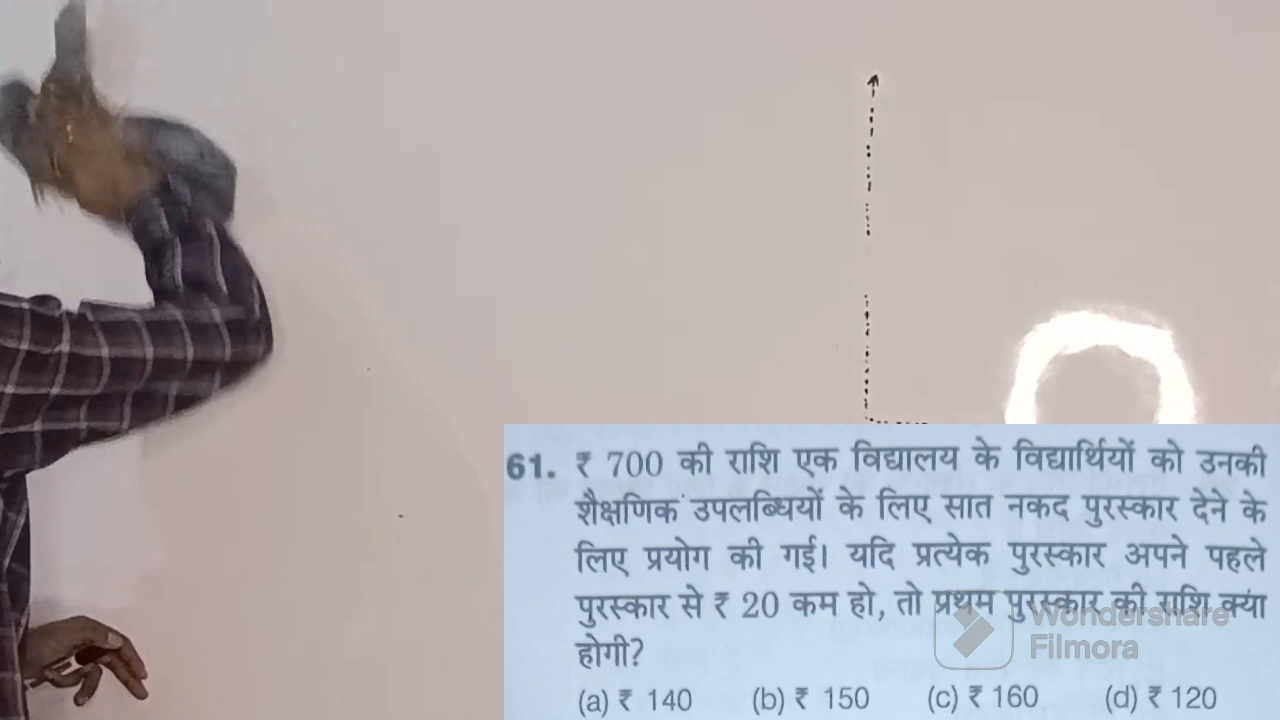 61. ₹ 700 की राशि एक विद्यालय के विद्यार्थियों को उनकी
शैक्षणिक उपलब्धियों के लिए सात नकद पुरस्कार देने के
लिए प्रयोग की गई। यदि प्रत्येक पुरस्कार अपने पहले
पुरस्कार से ₹ 20 कम हो, तो प्रथम पुरस्कार की राशि क्या
होगी?
(a) ₹ 140 (b) ₹ 150 (c) ₹ 160 (d) ₹ 120
Wondershare
Filmora